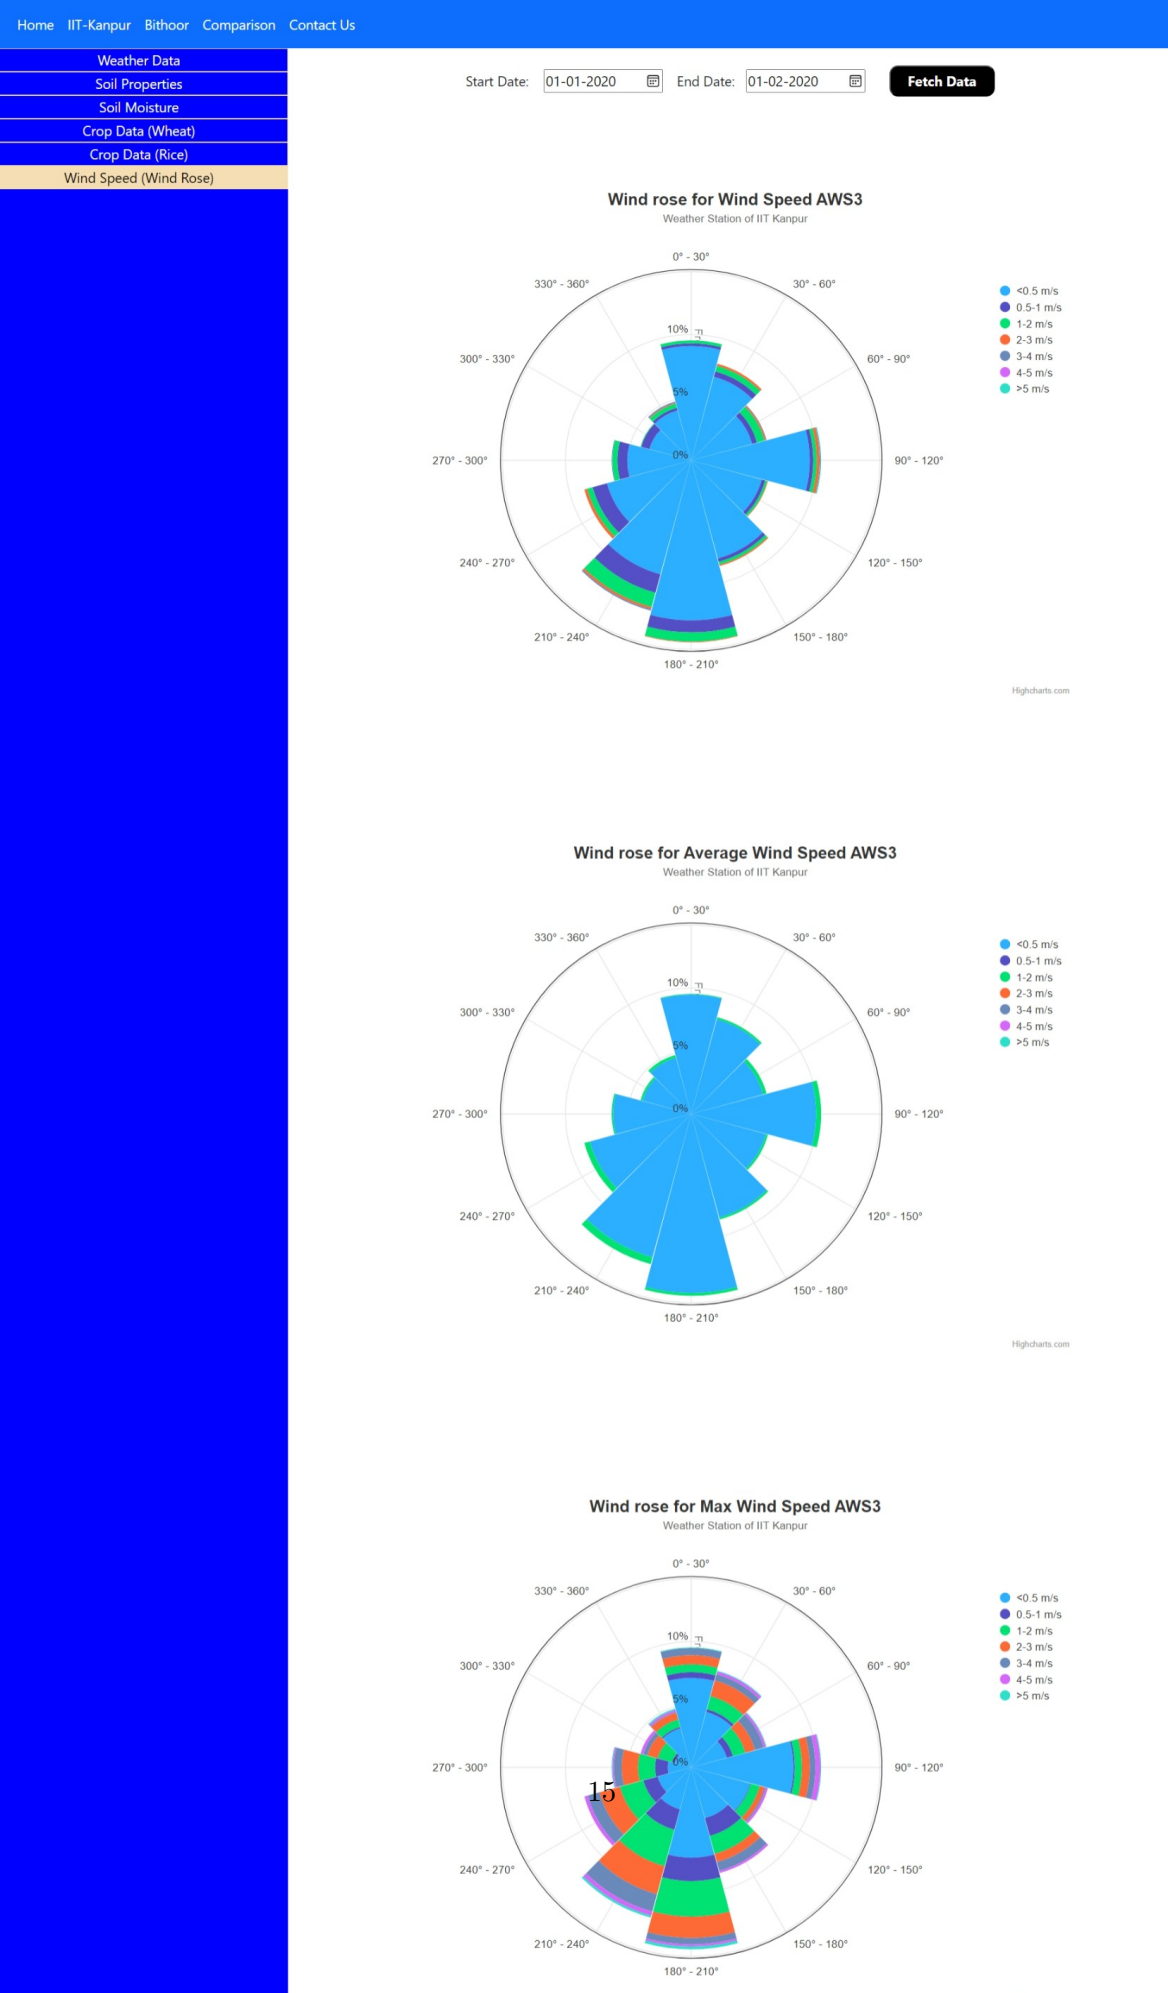 Home IIT-Kanpur Bithoor Comparison Contact Us
Weather Data
Soil Properties
Soil Moisture
Crop Data (Wheat)
Crop Data (Rice)
Wind Speed (Wind Rose)
Start Date: 01-01-2020 End Date: 01-02-2020 Fetch Data
Wind rose for Wind Speed AWS3
Weather Station of IIT Kanpur
0° - 30°
330° - 360° 30° - 60°
10%
300° - 330° 60° - 90°
5%
270° - 300° 0% 90° - 120°
240° - 270° 120° - 150°
210° - 240° 150° - 180°
180° - 210°
<0.5 m/s
0.5-1 m/s
1-2 m/s
2-3 m/s
3-4 m/s
4-5 m/s
>5 m/s
Highcharts.com
Wind rose for Average Wind Speed AWS3
Weather Station of IIT Kanpur
0° - 30°
330° - 360° 30° - 60°
10%
300° - 330° 60° - 90°
5%
270° - 300° 0% 90° - 120°
240° - 270° 120° - 150°
210° - 240° 150° - 180°
180° - 210°
<0.5 m/s
0.5-1 m/s
1-2 m/s
2-3 m/s
3-4 m/s
4-5 m/s
>5 m/s
Highcharts.com
Wind rose for Max Wind Speed AWS3
Weather Station of IIT Kanpur
0° - 30°
330° - 360° 30° - 60°
10%
300° - 330° 60° - 90°
5%
270° - 300° 0% 90° - 120°
15
240° - 270° 120° - 150°
210° - 240° 150° - 180°
180° - 210°
<0.5 m/s
0.5-1 m/s
1-2 m/s
2-3 m/s
3-4 m/s
4-5 m/s
>5 m/s